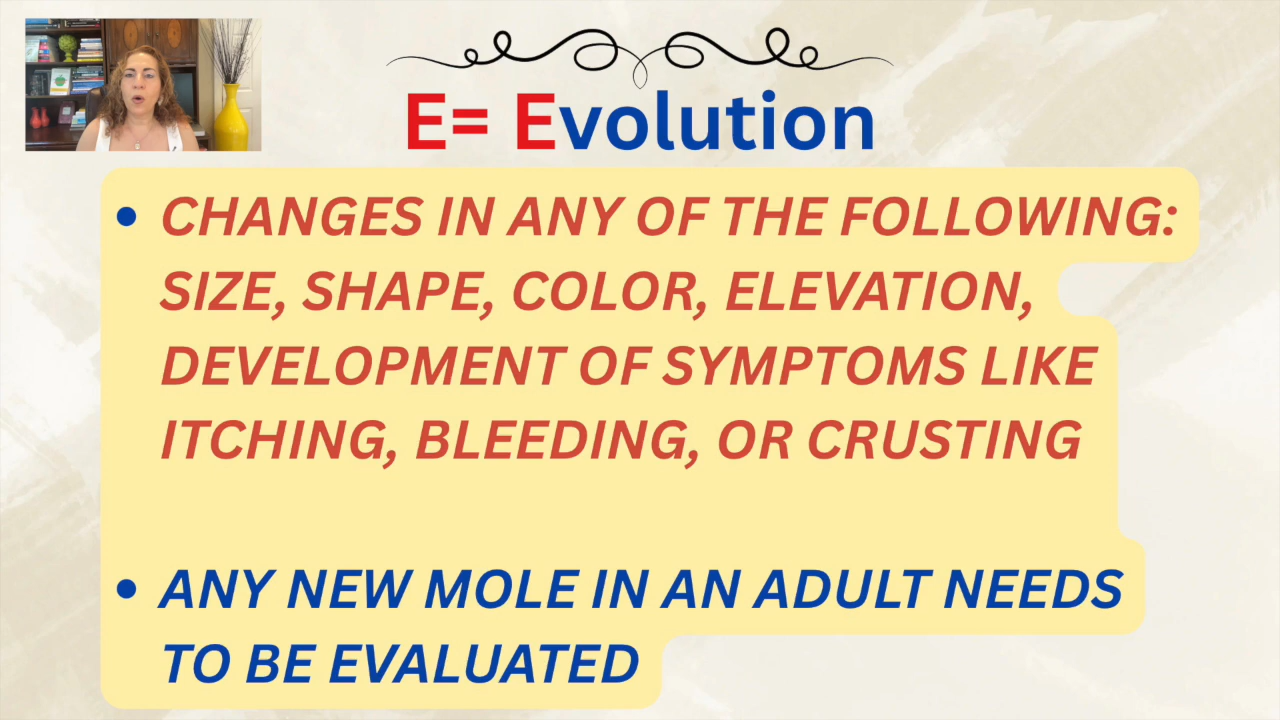 E= Evolution
• CHANGES IN ANY OF THE FOLLOWING:
SIZE, SHAPE, COLOR, ELEVATION,
DEVELOPMENT OF SYMPTOMS LIKE
ITCHING, BLEEDING, OR CRUSTING
• ANY NEW MOLE IN AN ADULT NEEDS
TO BE EVALUATED